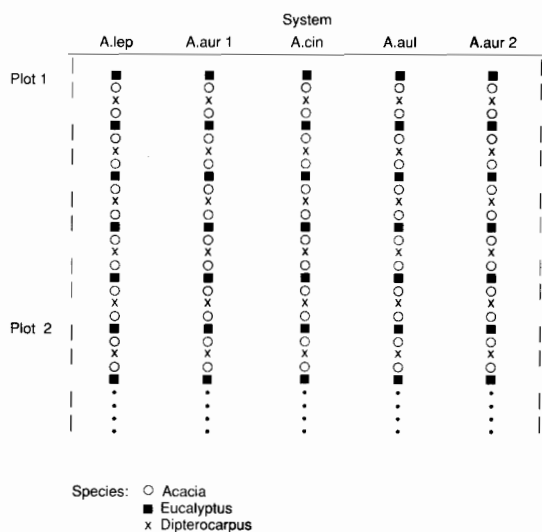 System
A.lep A.aur 1 A.cin A.aul A.aur 2
Plot 1
Plot 2
Species: O Acacia
■ Eucalyptus
x Dipterocarpus